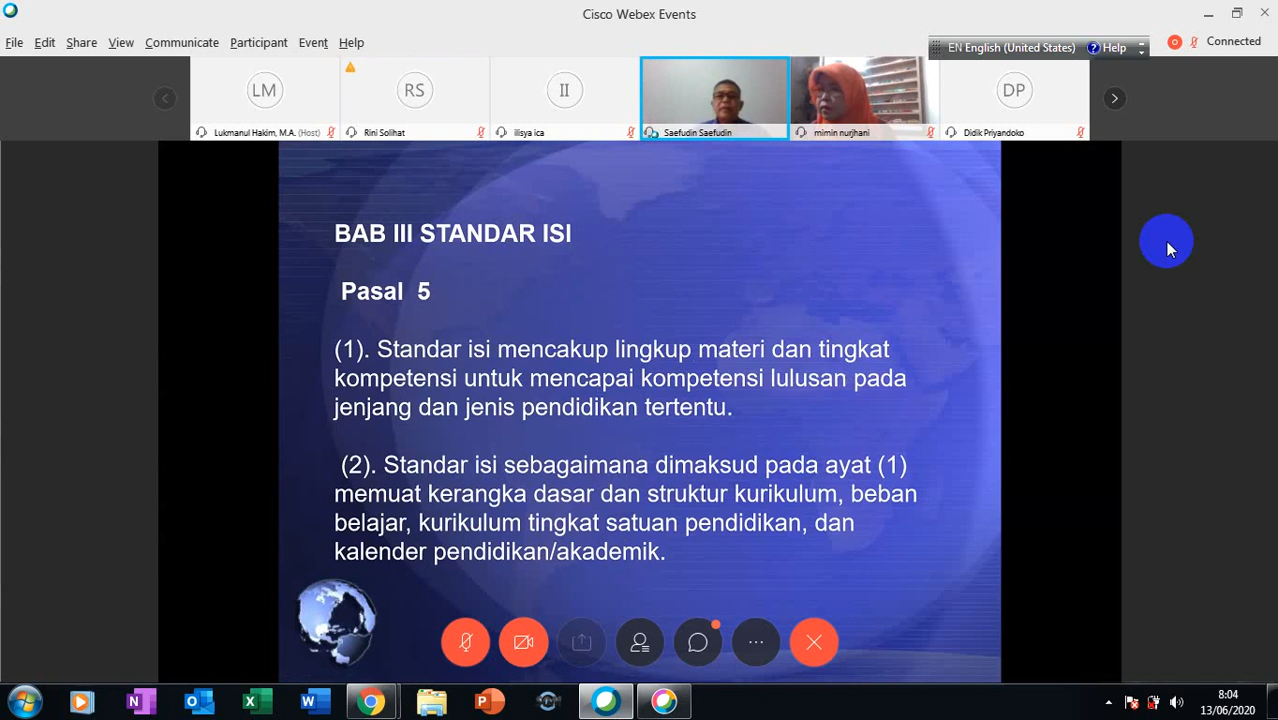 Cisco Webex Events
File Edit Share View Communicate Participant Event Help
EN English (United States) ? Help
Connected
LM
RS
II
DP
Lukmanul Hakim, M.A. (Host)
Rini Solihat
ilisya ica
Saefudin Saefudin
mimin nurjhani
Didik Priyandoko
BAB III STANDAR ISI
Pasal 5
(1). Standar isi mencakup lingkup materi dan tingkat
kompetensi untuk mencapai kompetensi lulusan pada
jenjang dan jenis pendidikan tertentu.
(2). Standar isi sebagaimana dimaksud pada ayat (1)
memuat kerangka dasar dan struktur kurikulum, beban
belajar, kurikulum tingkat satuan pendidikan, dan
kalender pendidikan/akademik.
8:04
13/06/2020